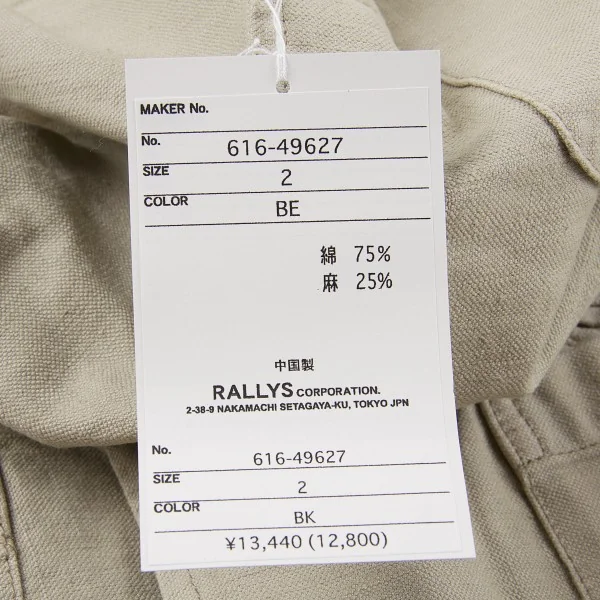 MAKER No.
No. 616-49627
SIZE 2
COLOR BE
綿 75%
麻 25%
中国製
RALLYS CORPORATION.
2-38-9 NAKAMACHI SETAGAYA-KU, TOKYO JPN
No. 616-49627
SIZE 2
COLOR BK
¥13,440 (12,800)